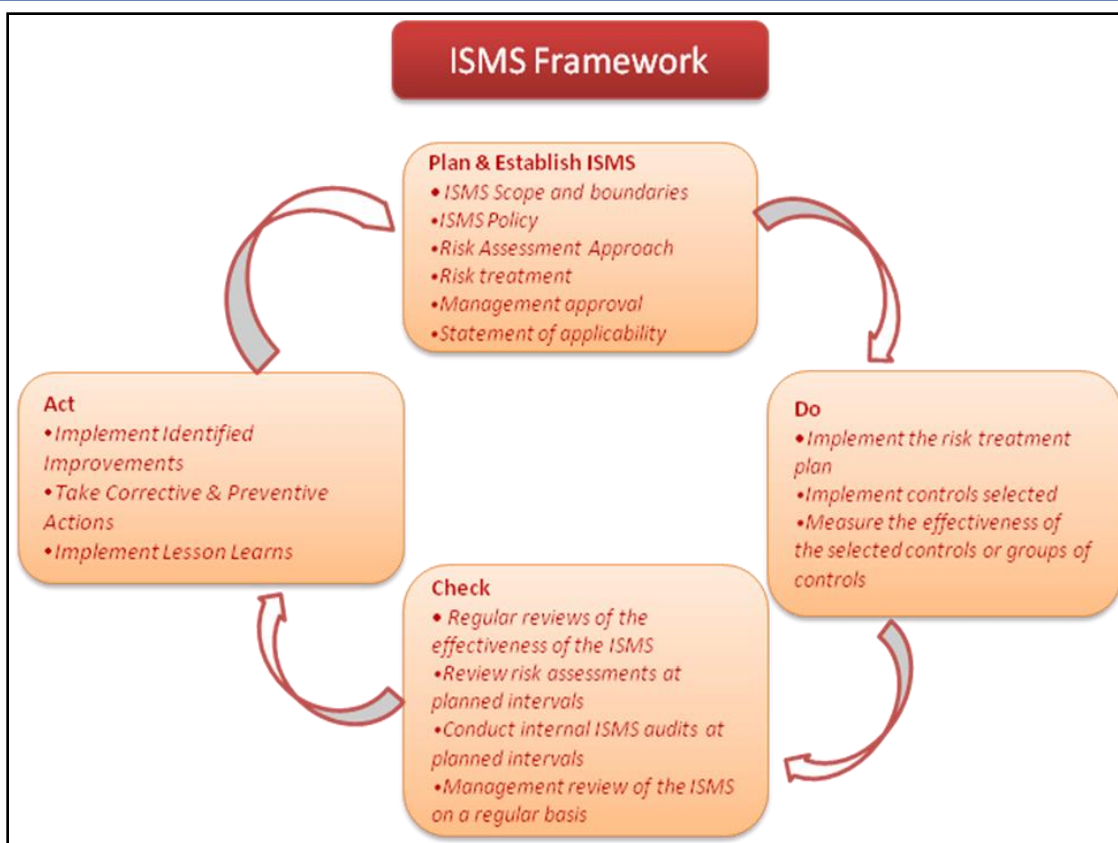 ISMS Framework
Plan & Establish ISMS
• ISMS Scope and boundaries
•ISMS Policy
•Risk Assessment Approach
•Risk treatment
•Management approval
•Statement of applicability
Do
• Implement the risk treatment
plan
•Implement controls selected
•Measure the effectiveness of
the selected controls or groups of
controls
Check
• Regular reviews of the
effectiveness of the ISMS
•Review risk assessments at
planned intervals
•Conduct internal ISMS audits at
planned intervals
•Management review of the ISMS
on a regular basis
Act
•Implement Identified
Improvements
•Take Corrective & Preventive
Actions
•Implement Lesson Learns